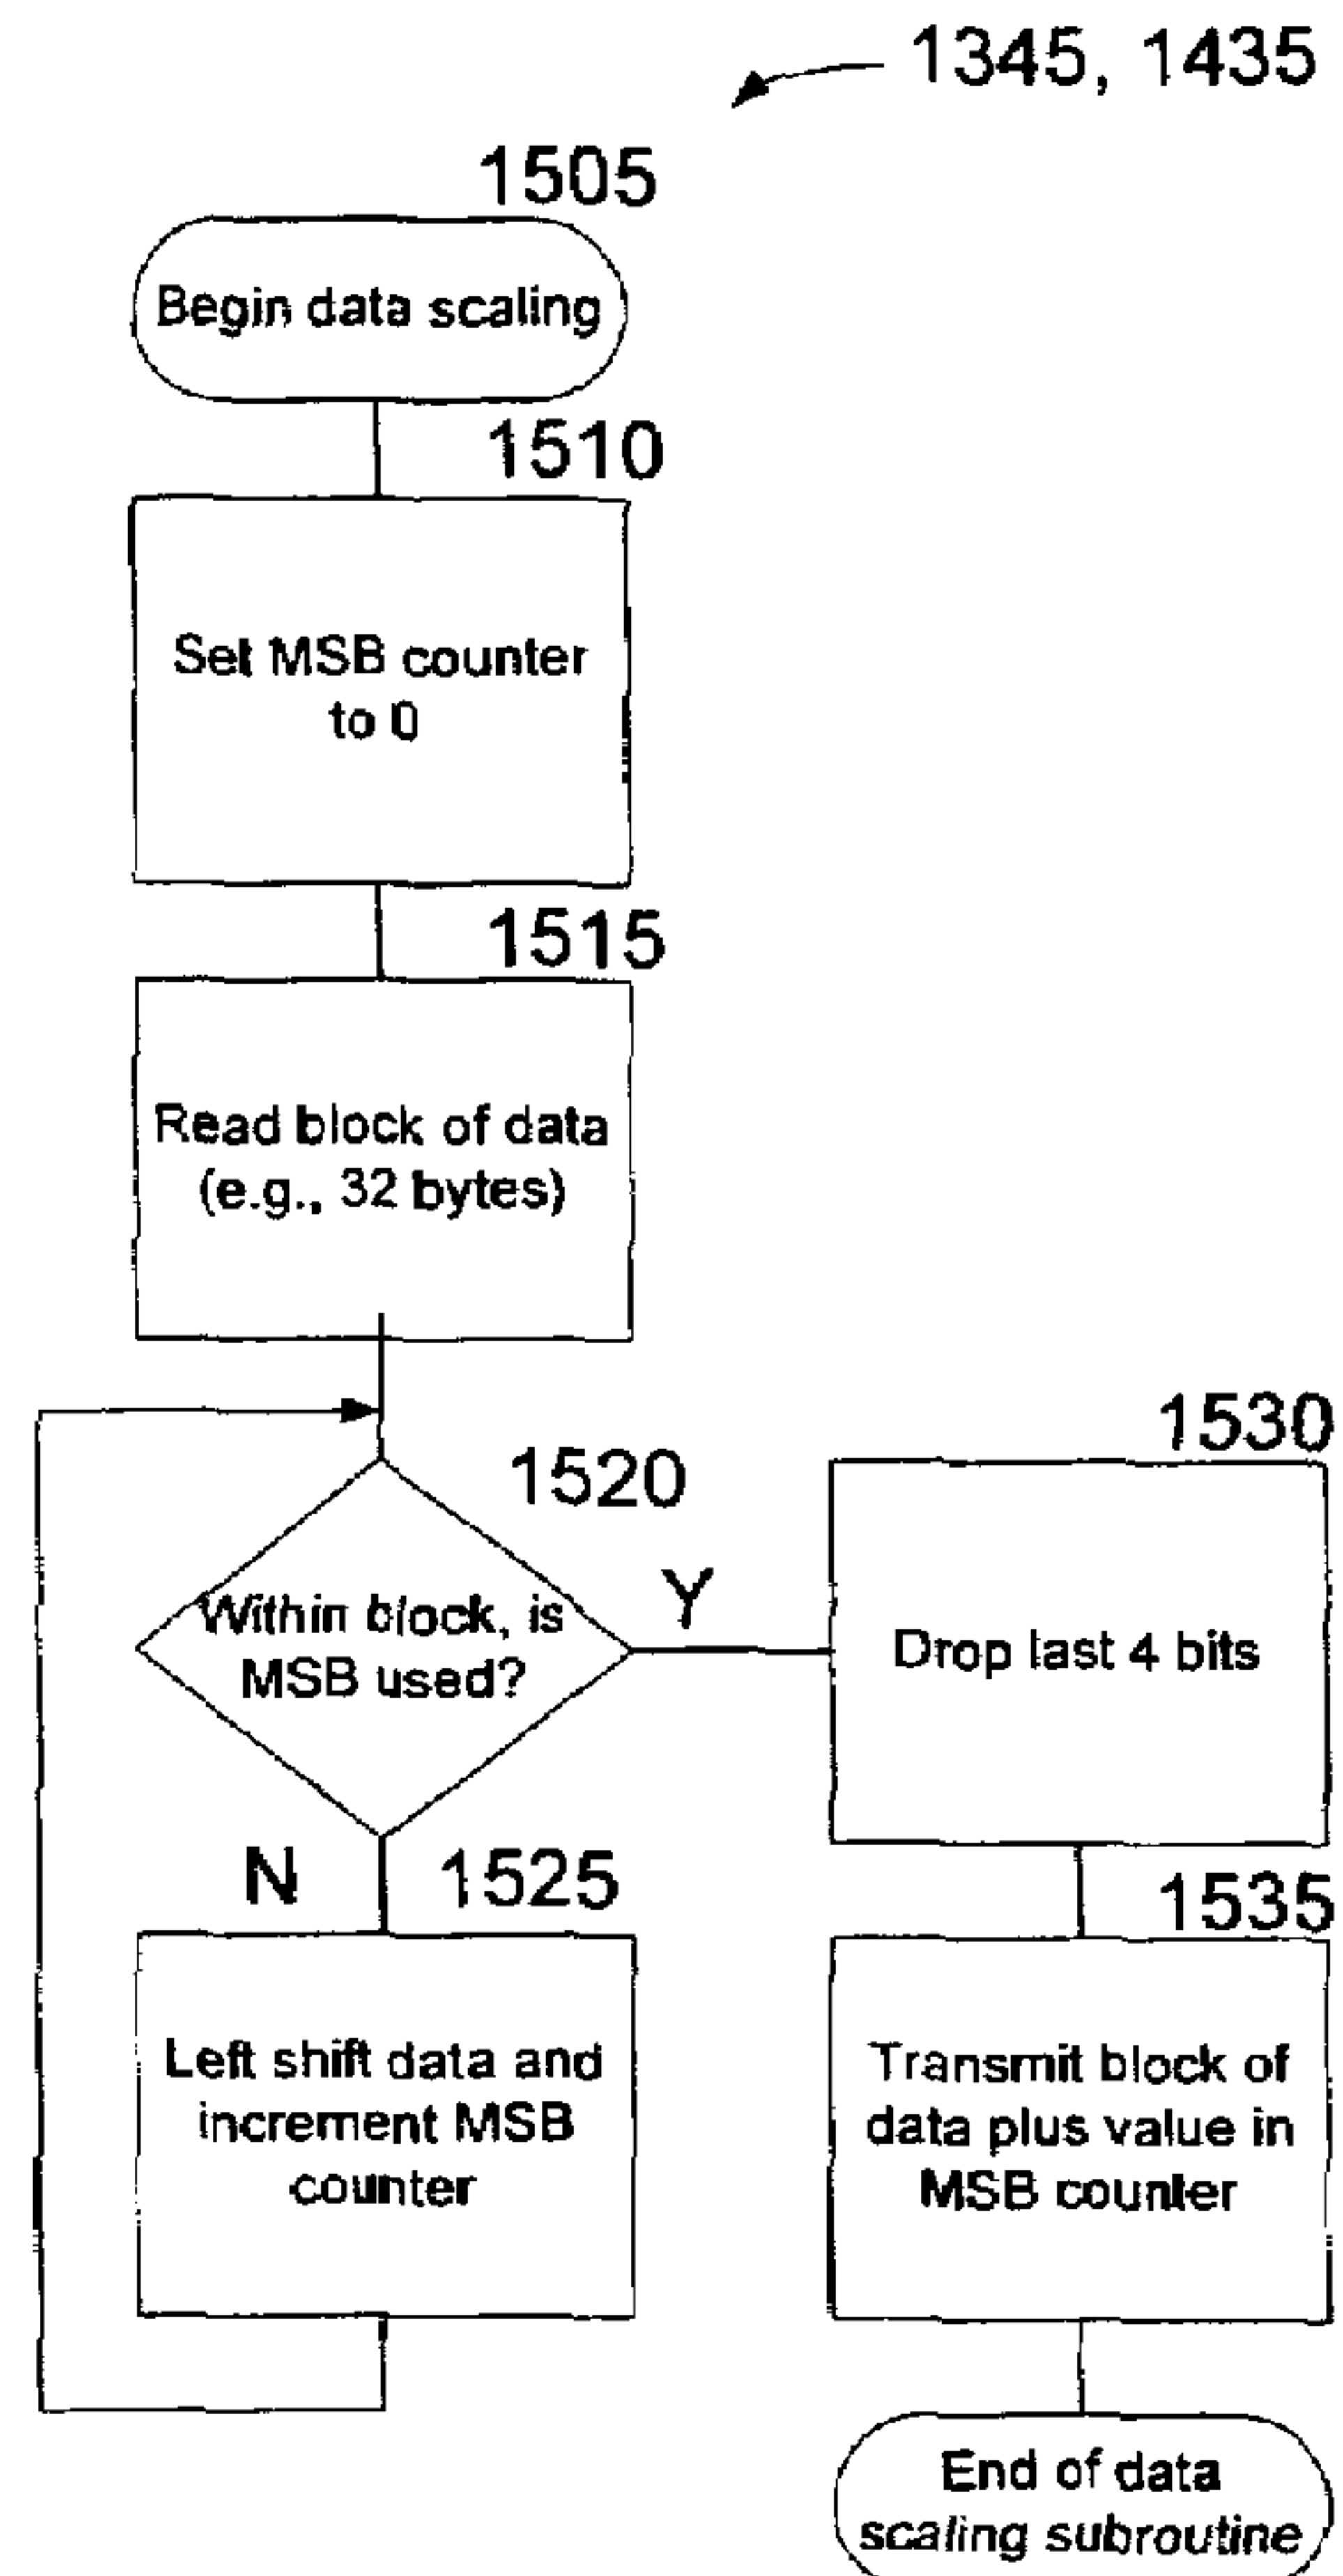 1345, 1435
1505
Begin data scaling
1510
Set MSB counter
to 0
1515
Read block of data
(e.g., 32 bytes)
1520
Within block, is
MSB used?
Y
N
1525
Left shift data and
increment MSB
counter
1530
Drop last 4 bits
1535
Transmit block of
data plus value in
MSB counter
End of data
scaling subroutine